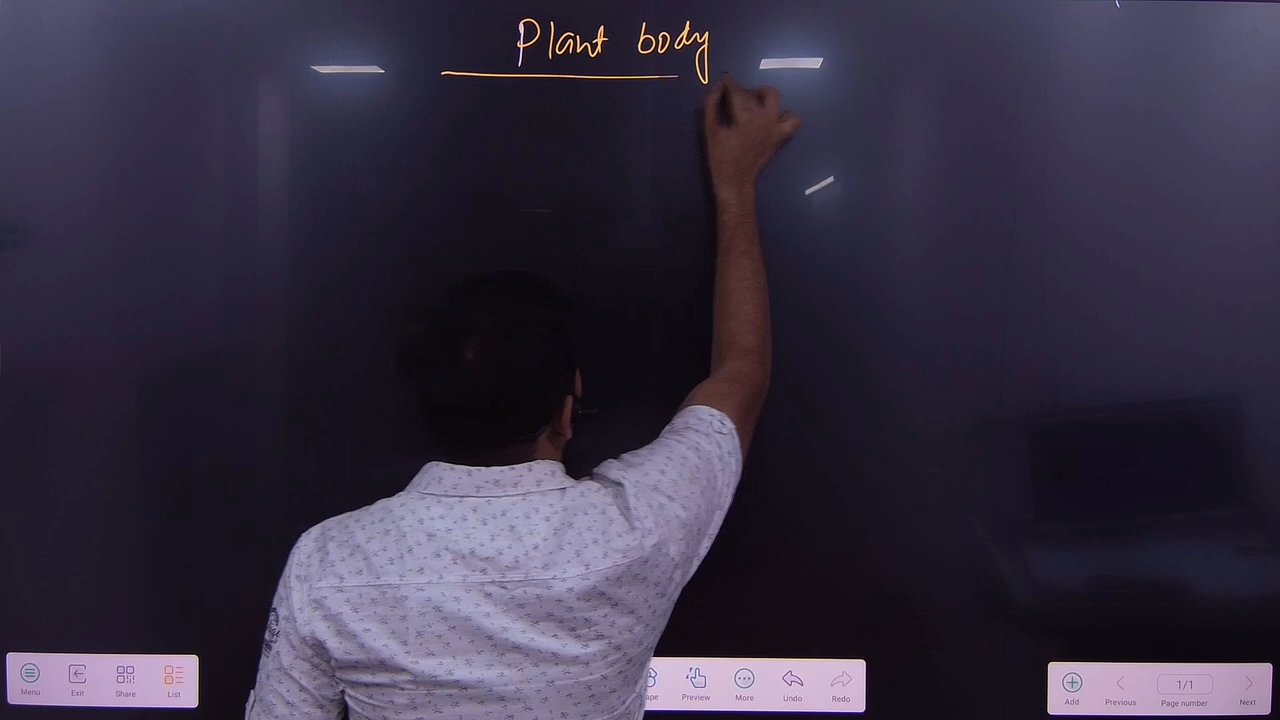 Plant body
Menu
Exit
Share
List
Preview
More
Undo
Redo
Add
Previous
1/1
Page number
Next